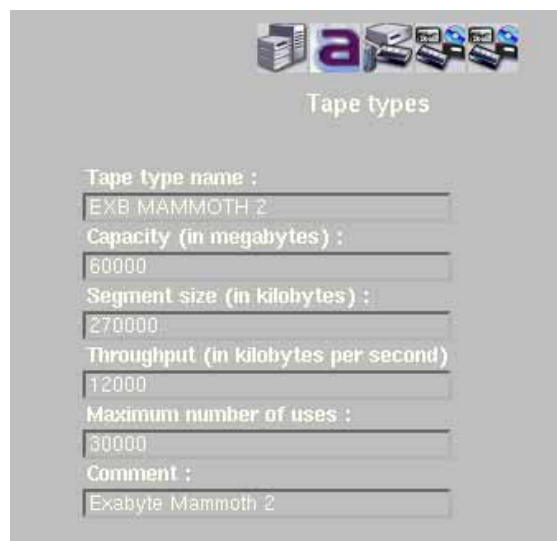 a
Tape types
Tape type name :
EXB MAMMOTH 2
Capacity (in megabytes) :
60000
Segment size (in kilobytes) :
270000
Throughput (in kilobytes per second)
12000
Maximum number of uses :
30000
Comment :
Exabyte Mammoth 2